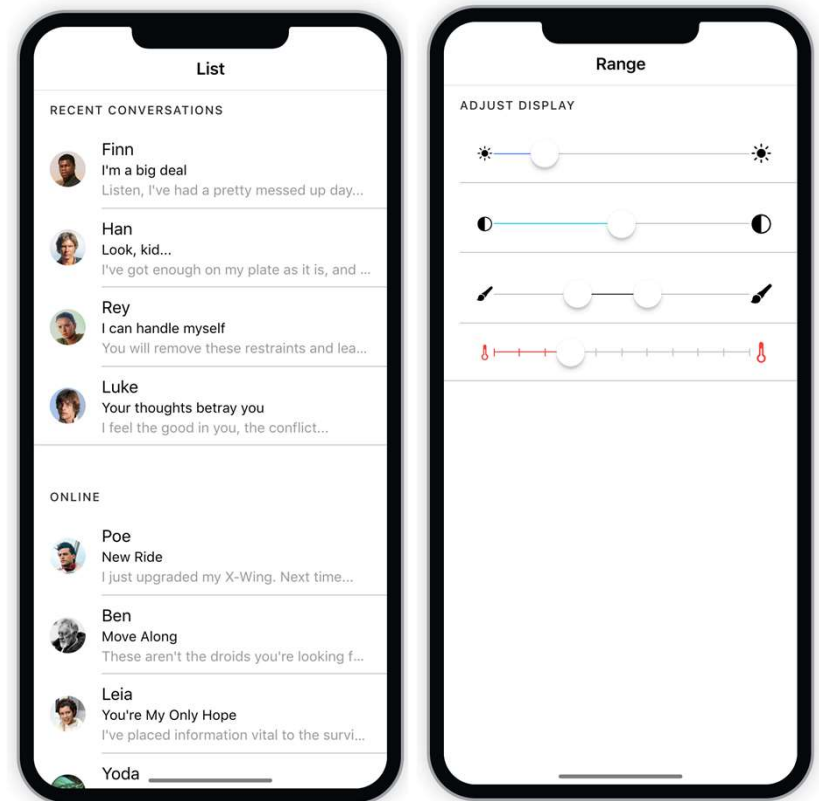 List
RECENT CONVERSATIONS
Finn
I'm a big deal
Listen, I've had a pretty messed up day...
Han
Look, kid...
I've got enough on my plate as it is, and ...
Rey
I can handle myself
You will remove these restraints and lea...
Luke
Your thoughts betray you
I feel the good in you, the conflict...
ONLINE
Poe
New Ride
I just upgraded my X-Wing. Next time...
Ben
Move Along
These aren't the droids you're looking f...
Leia
You're My Only Hope
I've placed information vital to the survi...
Yoda
Range
ADJUST DISPLAY